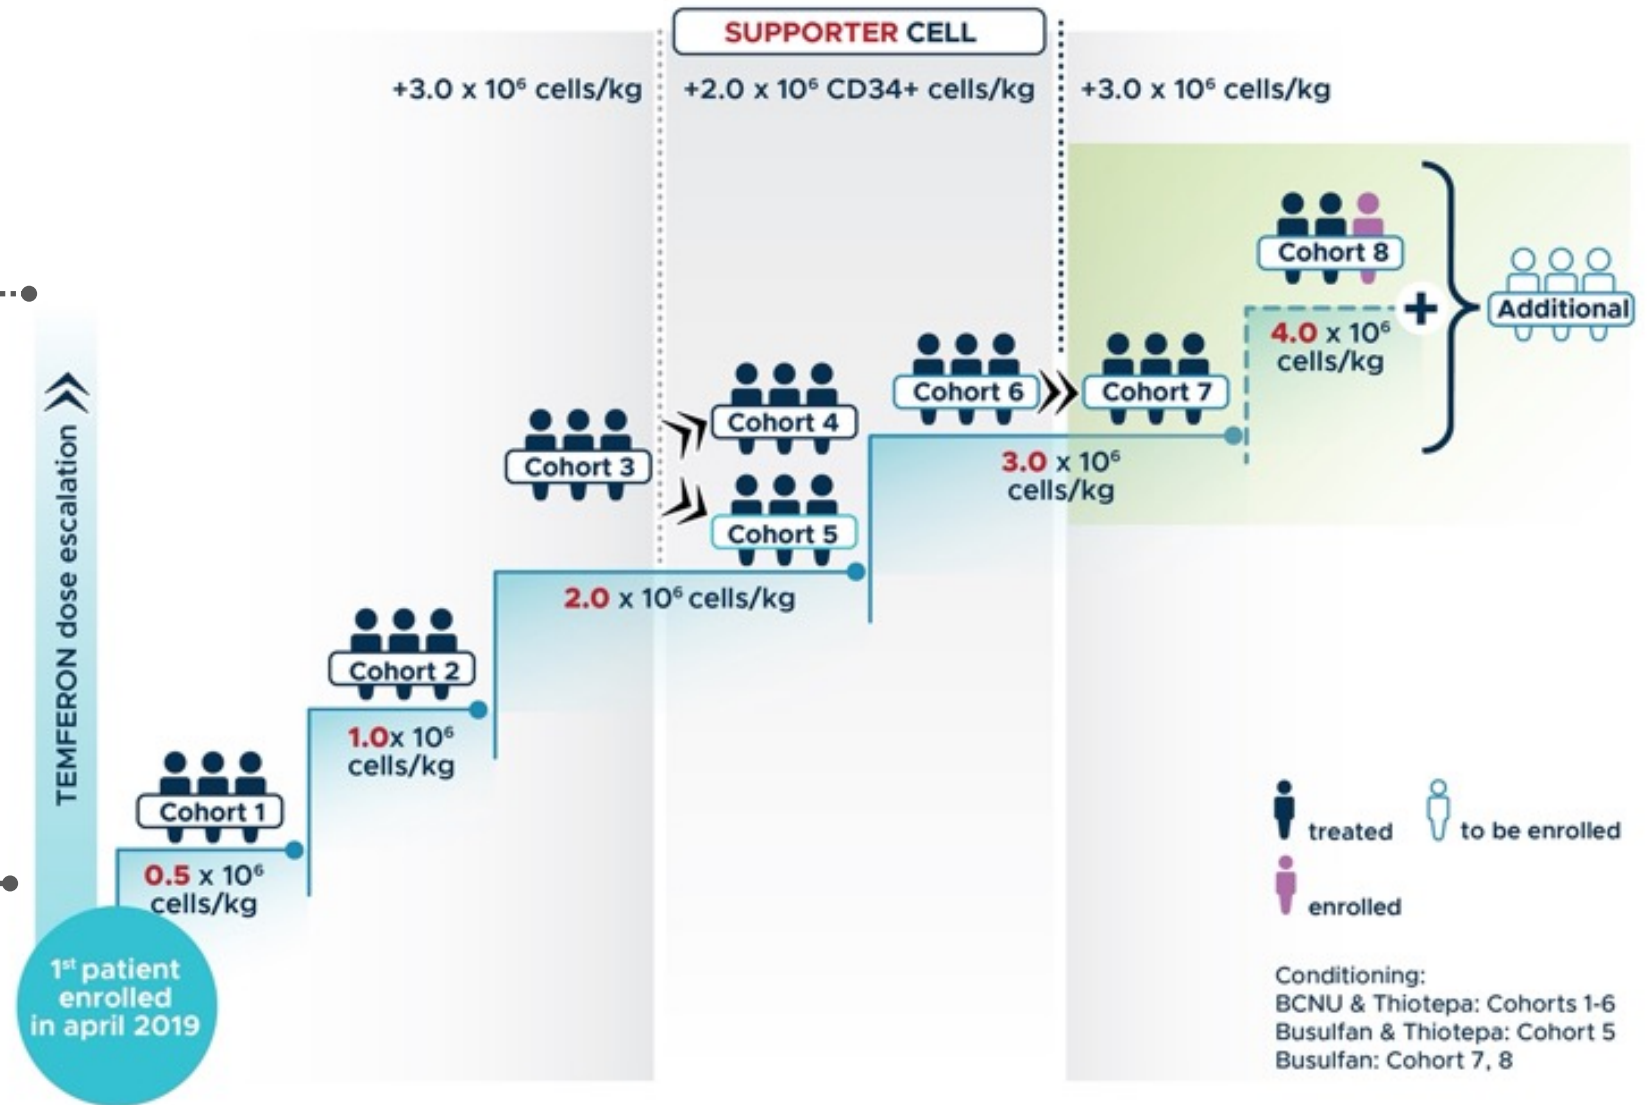 SUPPORTER CELL
+3.0 x 10⁶ cells/kg
+2.0 x 10⁶ CD34+ cells/kg
+3.0 x 10⁶ cells/kg
TEMFERON dose escalation
Cohort 8
4.0 x 10⁶
cells/kg
+
Additional
Cohort 6
Cohort 7
3.0 x 10⁶
cells/kg
Cohort 3
Cohort 4
Cohort 5
2.0 x 10⁶ cells/kg
Cohort 2
1.0x 10⁶
cells/kg
Cohort 1
0.5 x 10⁶
cells/kg
1st patient
enrolled
in april 2019
treated
to be enrolled
enrolled
Conditioning:
BCNU & Thiotepa: Cohorts 1-6
Busulfan & Thiotepa: Cohort 5
Busulfan: Cohort 7, 8